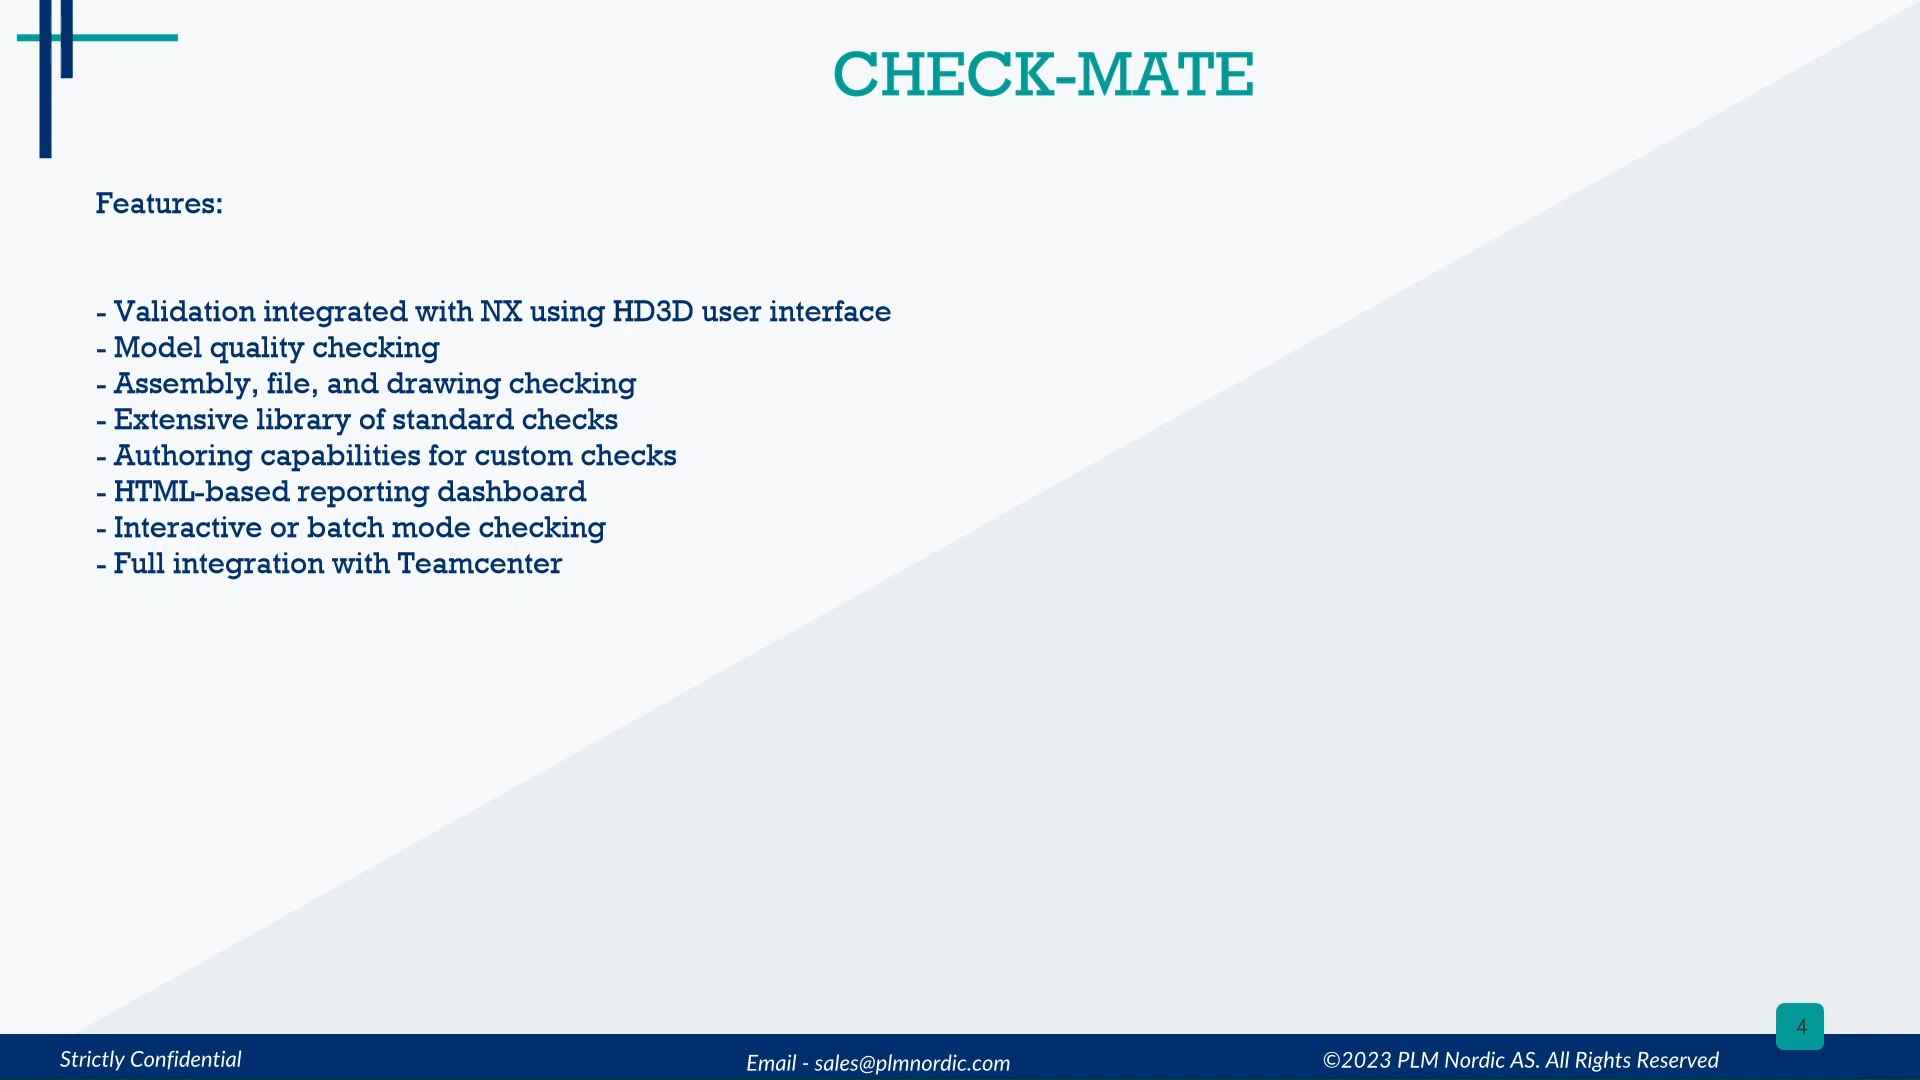 CHECK-MATE
Features:
- Validation integrated with NX using HD3D user interface
- Model quality checking
- Assembly, file, and drawing checking
- Extensive library of standard checks
- Authoring capabilities for custom checks
- HTML-based reporting dashboard
- Interactive or batch mode checking
- Full integration with Teamcenter
4
Strictly Confidential
Email - sales@plmnordic.com
©2023 PLM Nordic AS. All Rights Reserved